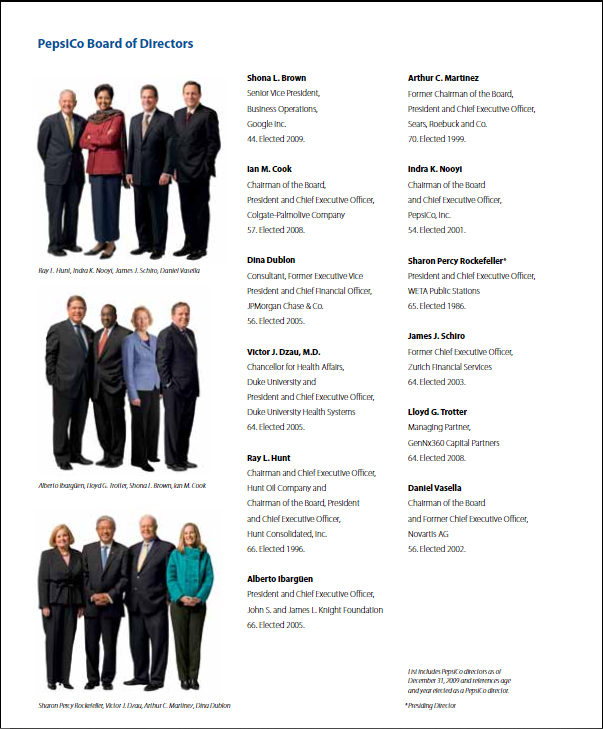 PepsiCo Board of Directors
Ray L. Hunt, Indra K. Nooyi, James J. Schiro, Daniel Vasella
Alberto Ibargüen, Lloyd G. Trotter, Shona L. Brown, Ian M. Cook
Sharon Percy Rockefeller, Victor J. Dzau, Arthur C. Martinez, Dina Dublon
Shona L. Brown
Senior Vice President,
Business Operations,
Google Inc.
44. Elected 2009.
Ian M. Cook
Chairman of the Board,
President and Chief Executive Officer,
Colgate-Palmolive Company
57. Elected 2008.
Dina Dublon
Consultant, Former Executive Vice
President and Chief Financial Officer,
JPMorgan Chase & Co.
56. Elected 2005.
Victor J. Dzau, M.D.
Chancellor for Health Affairs,
Duke University and
President and Chief Executive Officer,
Duke University Health Systems
64. Elected 2005.
Ray L. Hunt
Chairman and Chief Executive Officer,
Hunt Oil Company and
Chairman of the Board, President
and Chief Executive Officer,
Hunt Consolidated, Inc.
66. Elected 1996.
Alberto Ibargüen
President and Chief Executive Officer,
John S. and James L. Knight Foundation
66. Elected 2005.
Arthur C. Martinez
Former Chairman of the Board,
President and Chief Executive Officer,
Sears, Roebuck and Co.
70. Elected 1999.
Indra K. Nooyi
Chairman of the Board
and Chief Executive Officer,
PepsiCo, Inc.
54. Elected 2001.
Sharon Percy Rockefeller*
President and Chief Executive Officer,
WETA Public Stations
65. Elected 1986.
James J. Schiro
Former Chief Executive Officer,
Zurich Financial Services
64. Elected 2003.
Lloyd G. Trotter
Managing Partner,
GenNx360 Capital Partners
64. Elected 2008.
Daniel Vasella
Chairman of the Board
and Former Chief Executive Officer,
Novartis AG
56. Elected 2002.
List includes PepsiCo directors as of
December 31, 2009 and references age
and year elected as a PepsiCo director.
*Presiding Director